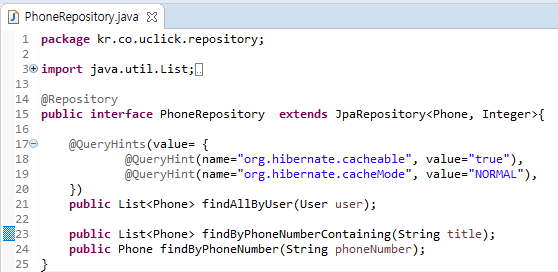 PhoneRepository.java
1 package kr.co.uclick.repository;
2
3 import java.util.List;
13
14 @Repository
15 public interface PhoneRepository  extends JpaRepository<Phone, Integer>{
16
17     @QueryHints(value= {
18             @QueryHint(name="org.hibernate.cacheable", value="true"),
19             @QueryHint(name="org.hibernate.cacheMode", value="NORMAL"),
20     })
21     public List<Phone> findAllByUser(User user);
22
23     public List<Phone> findByPhoneNumberContaining(String title);
24     public Phone findByPhoneNumber(String phoneNumber);
25 }